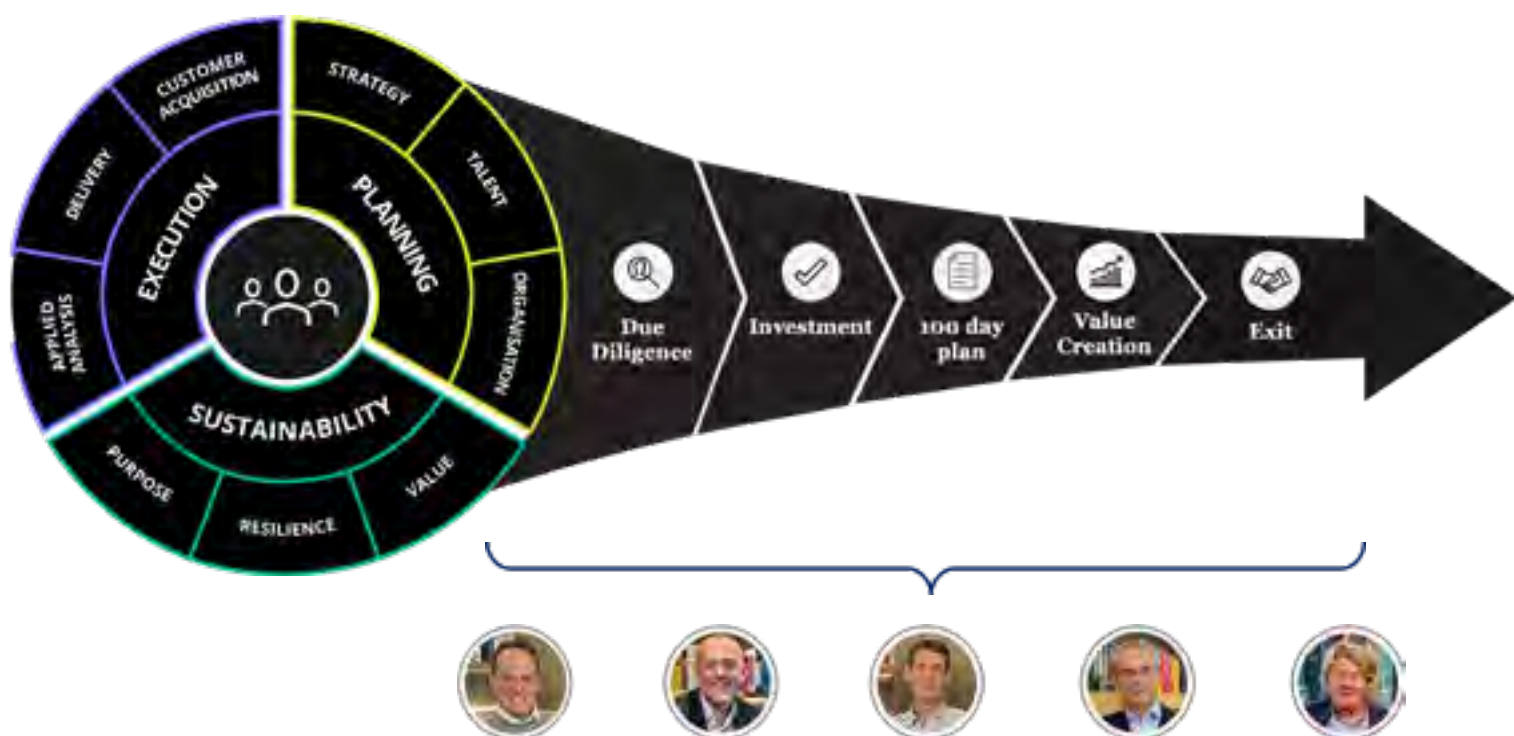 CUSTOMER
ACQUISITION
STRATEGY
DELIVERY
TALENT
EXECUTION
PLANNING
APPLIED
ANALYSIS
ORGANISATION
SUSTAINABILITY
PURPOSE
RESILIENCE
VALUE
Due
Diligence
Investment
100 day
plan
Value
Creation
Exit